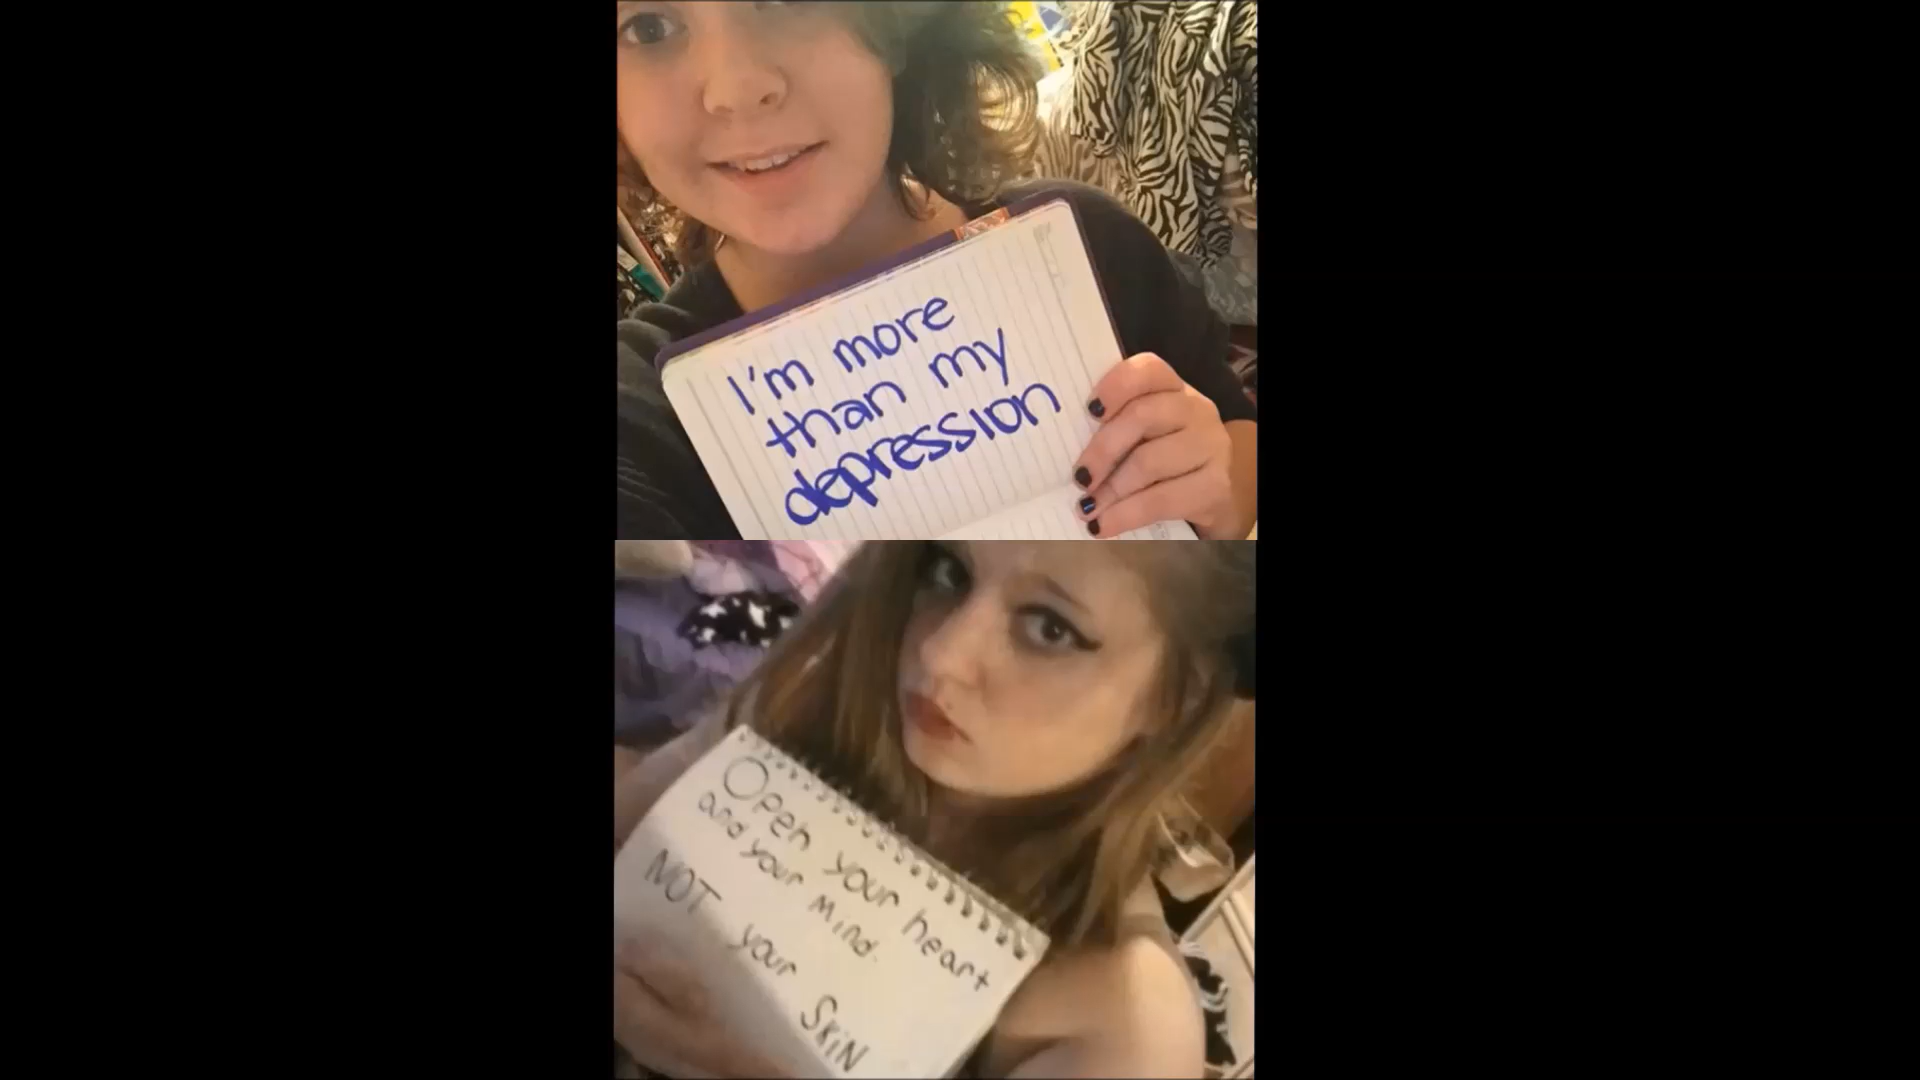 I'm more
than my
depression
Open your heart
and your mind.
NOT your SKiN